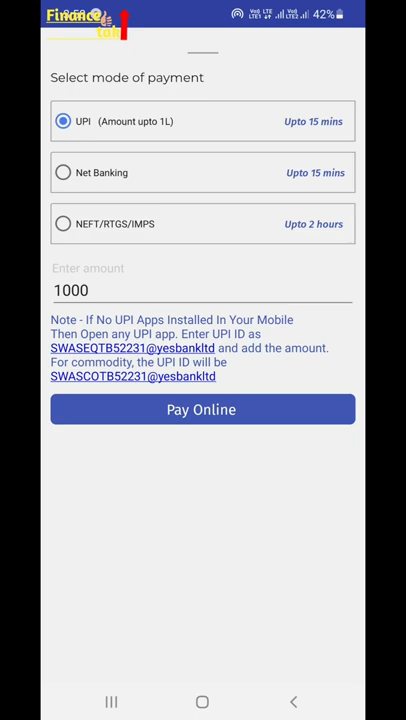 Finance
tak
42%
Select mode of payment
UPI (Amount upto 1L) Upto 15 mins
Net Banking Upto 15 mins
NEFT/RTGS/IMPS Upto 2 hours
Enter amount
1000
Note - If No UPI Apps Installed In Your Mobile
Then Open any UPI app. Enter UPI ID as
SWASEQTB52231@yesbankltd and add the amount.
For commodity, the UPI ID will be
SWASCOTB52231@yesbankltd
Pay Online